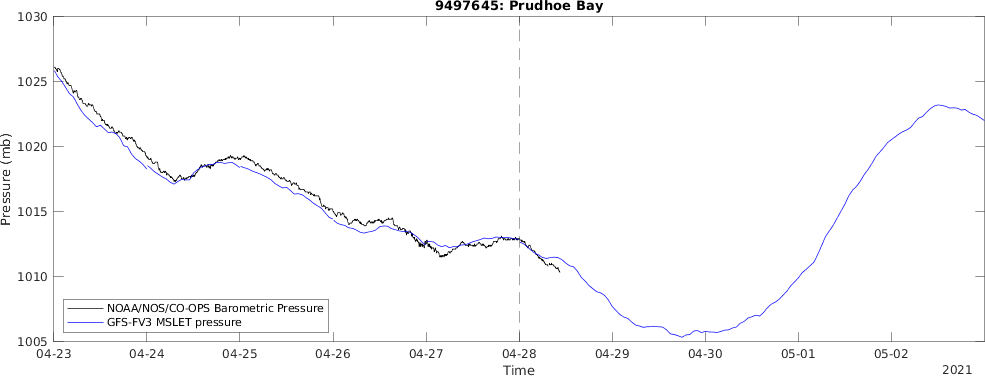 9497645: Prudhoe Bay
Pressure (mb)
1030
1025
1020
1015
1010
1005
NOAA/NOS/CO-OPS Barometric Pressure
GFS-FV3 MSLET pressure
04-23 04-24 04-25 04-26 04-27 04-28 04-29 04-30 05-01 05-02
Time
2021